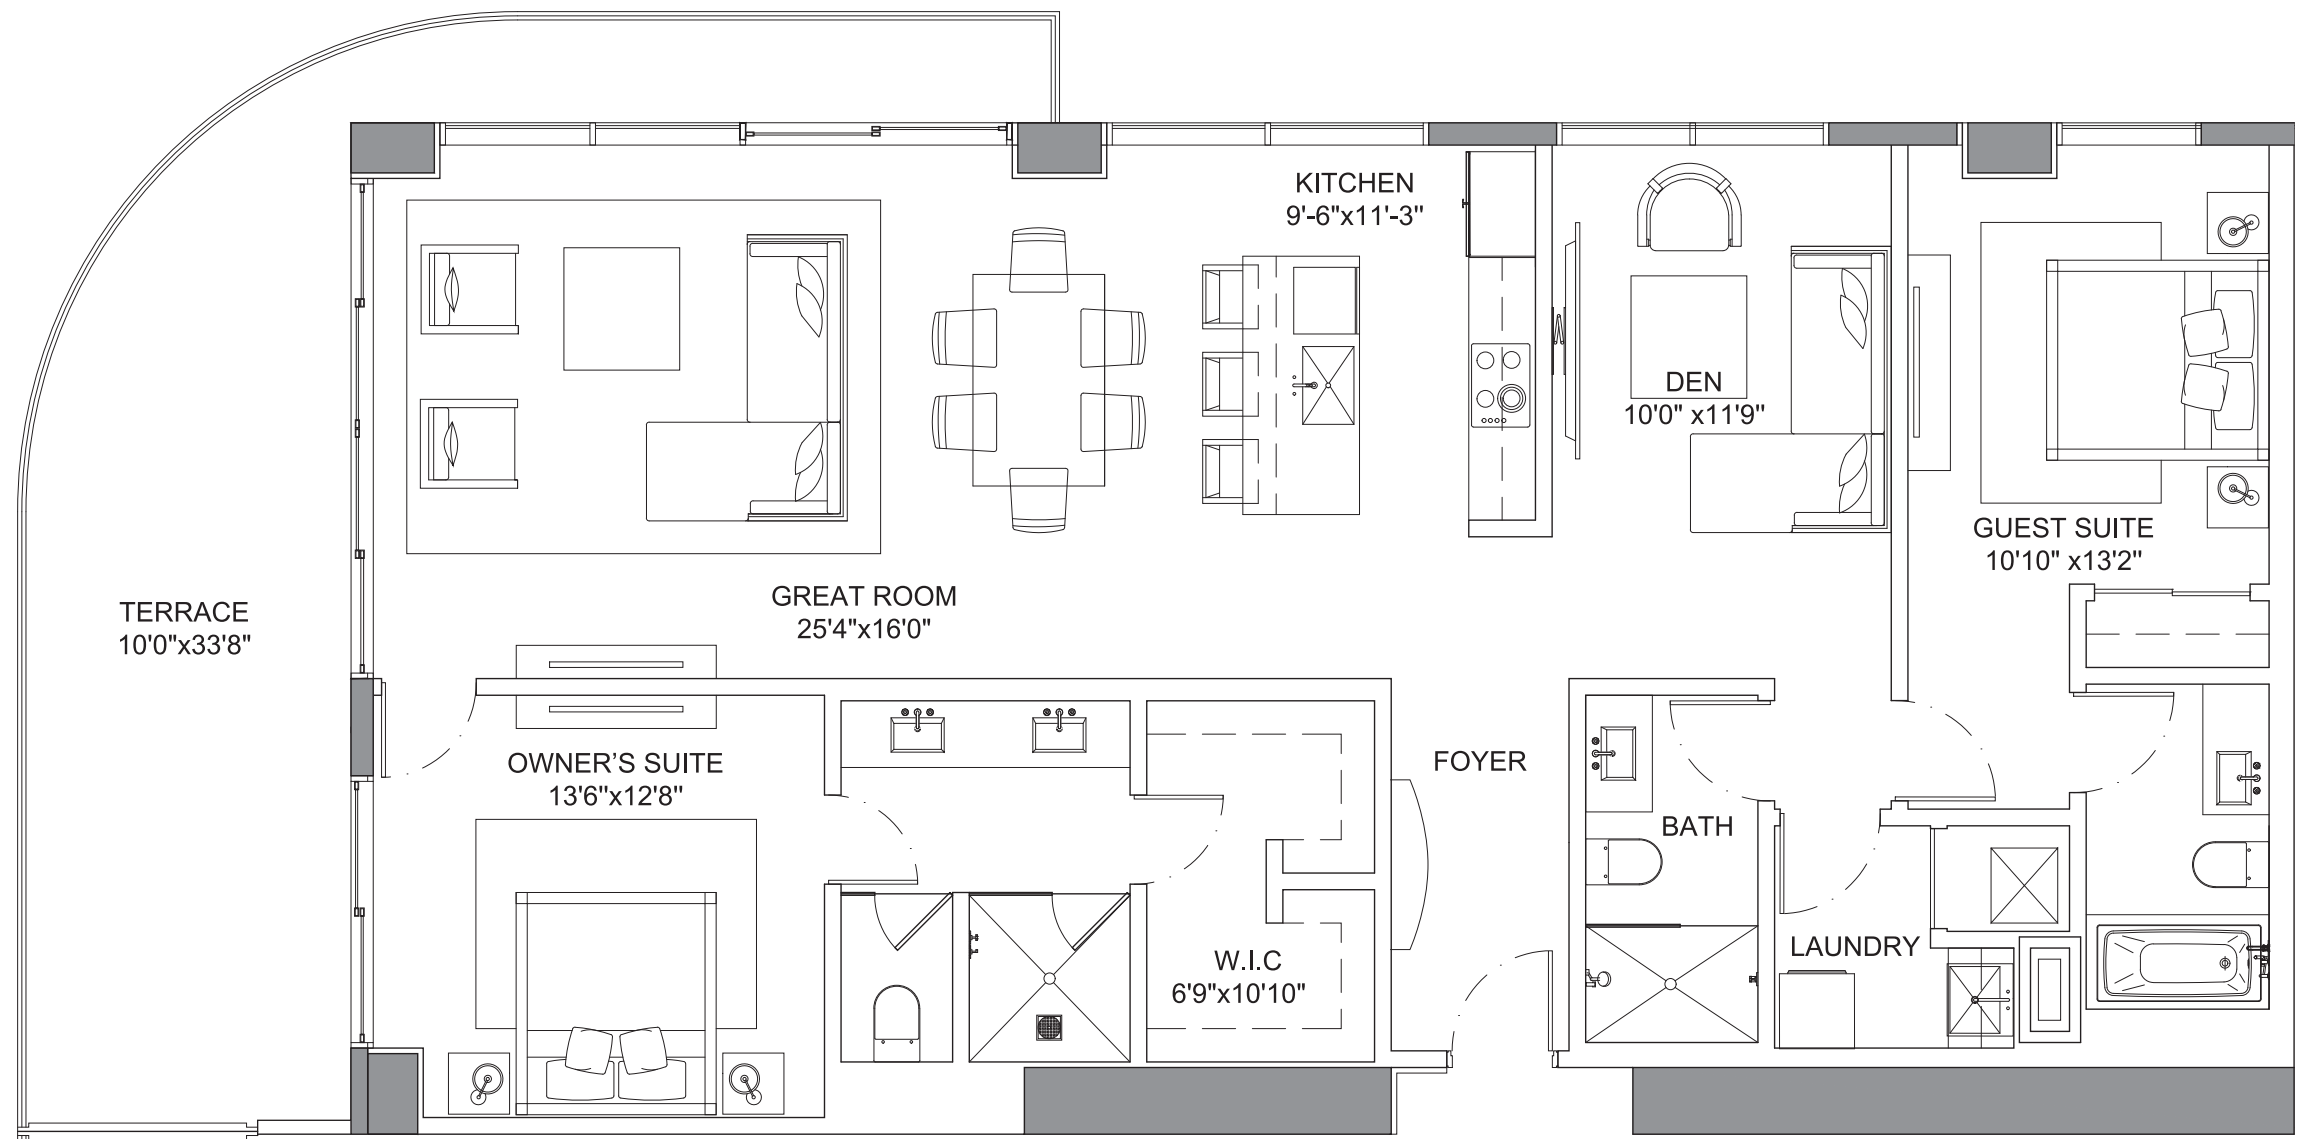 KITCHEN
9'-6"x11'-3"
DEN
10'0" x11'9"
GUEST SUITE
10'10" x13'2"
GREAT ROOM
25'4"x16'0"
TERRACE
10'0"x33'8"
OWNER'S SUITE
13'6"x12'8"
FOYER
BATH
LAUNDRY
W.I.C
6'9"x10'10"